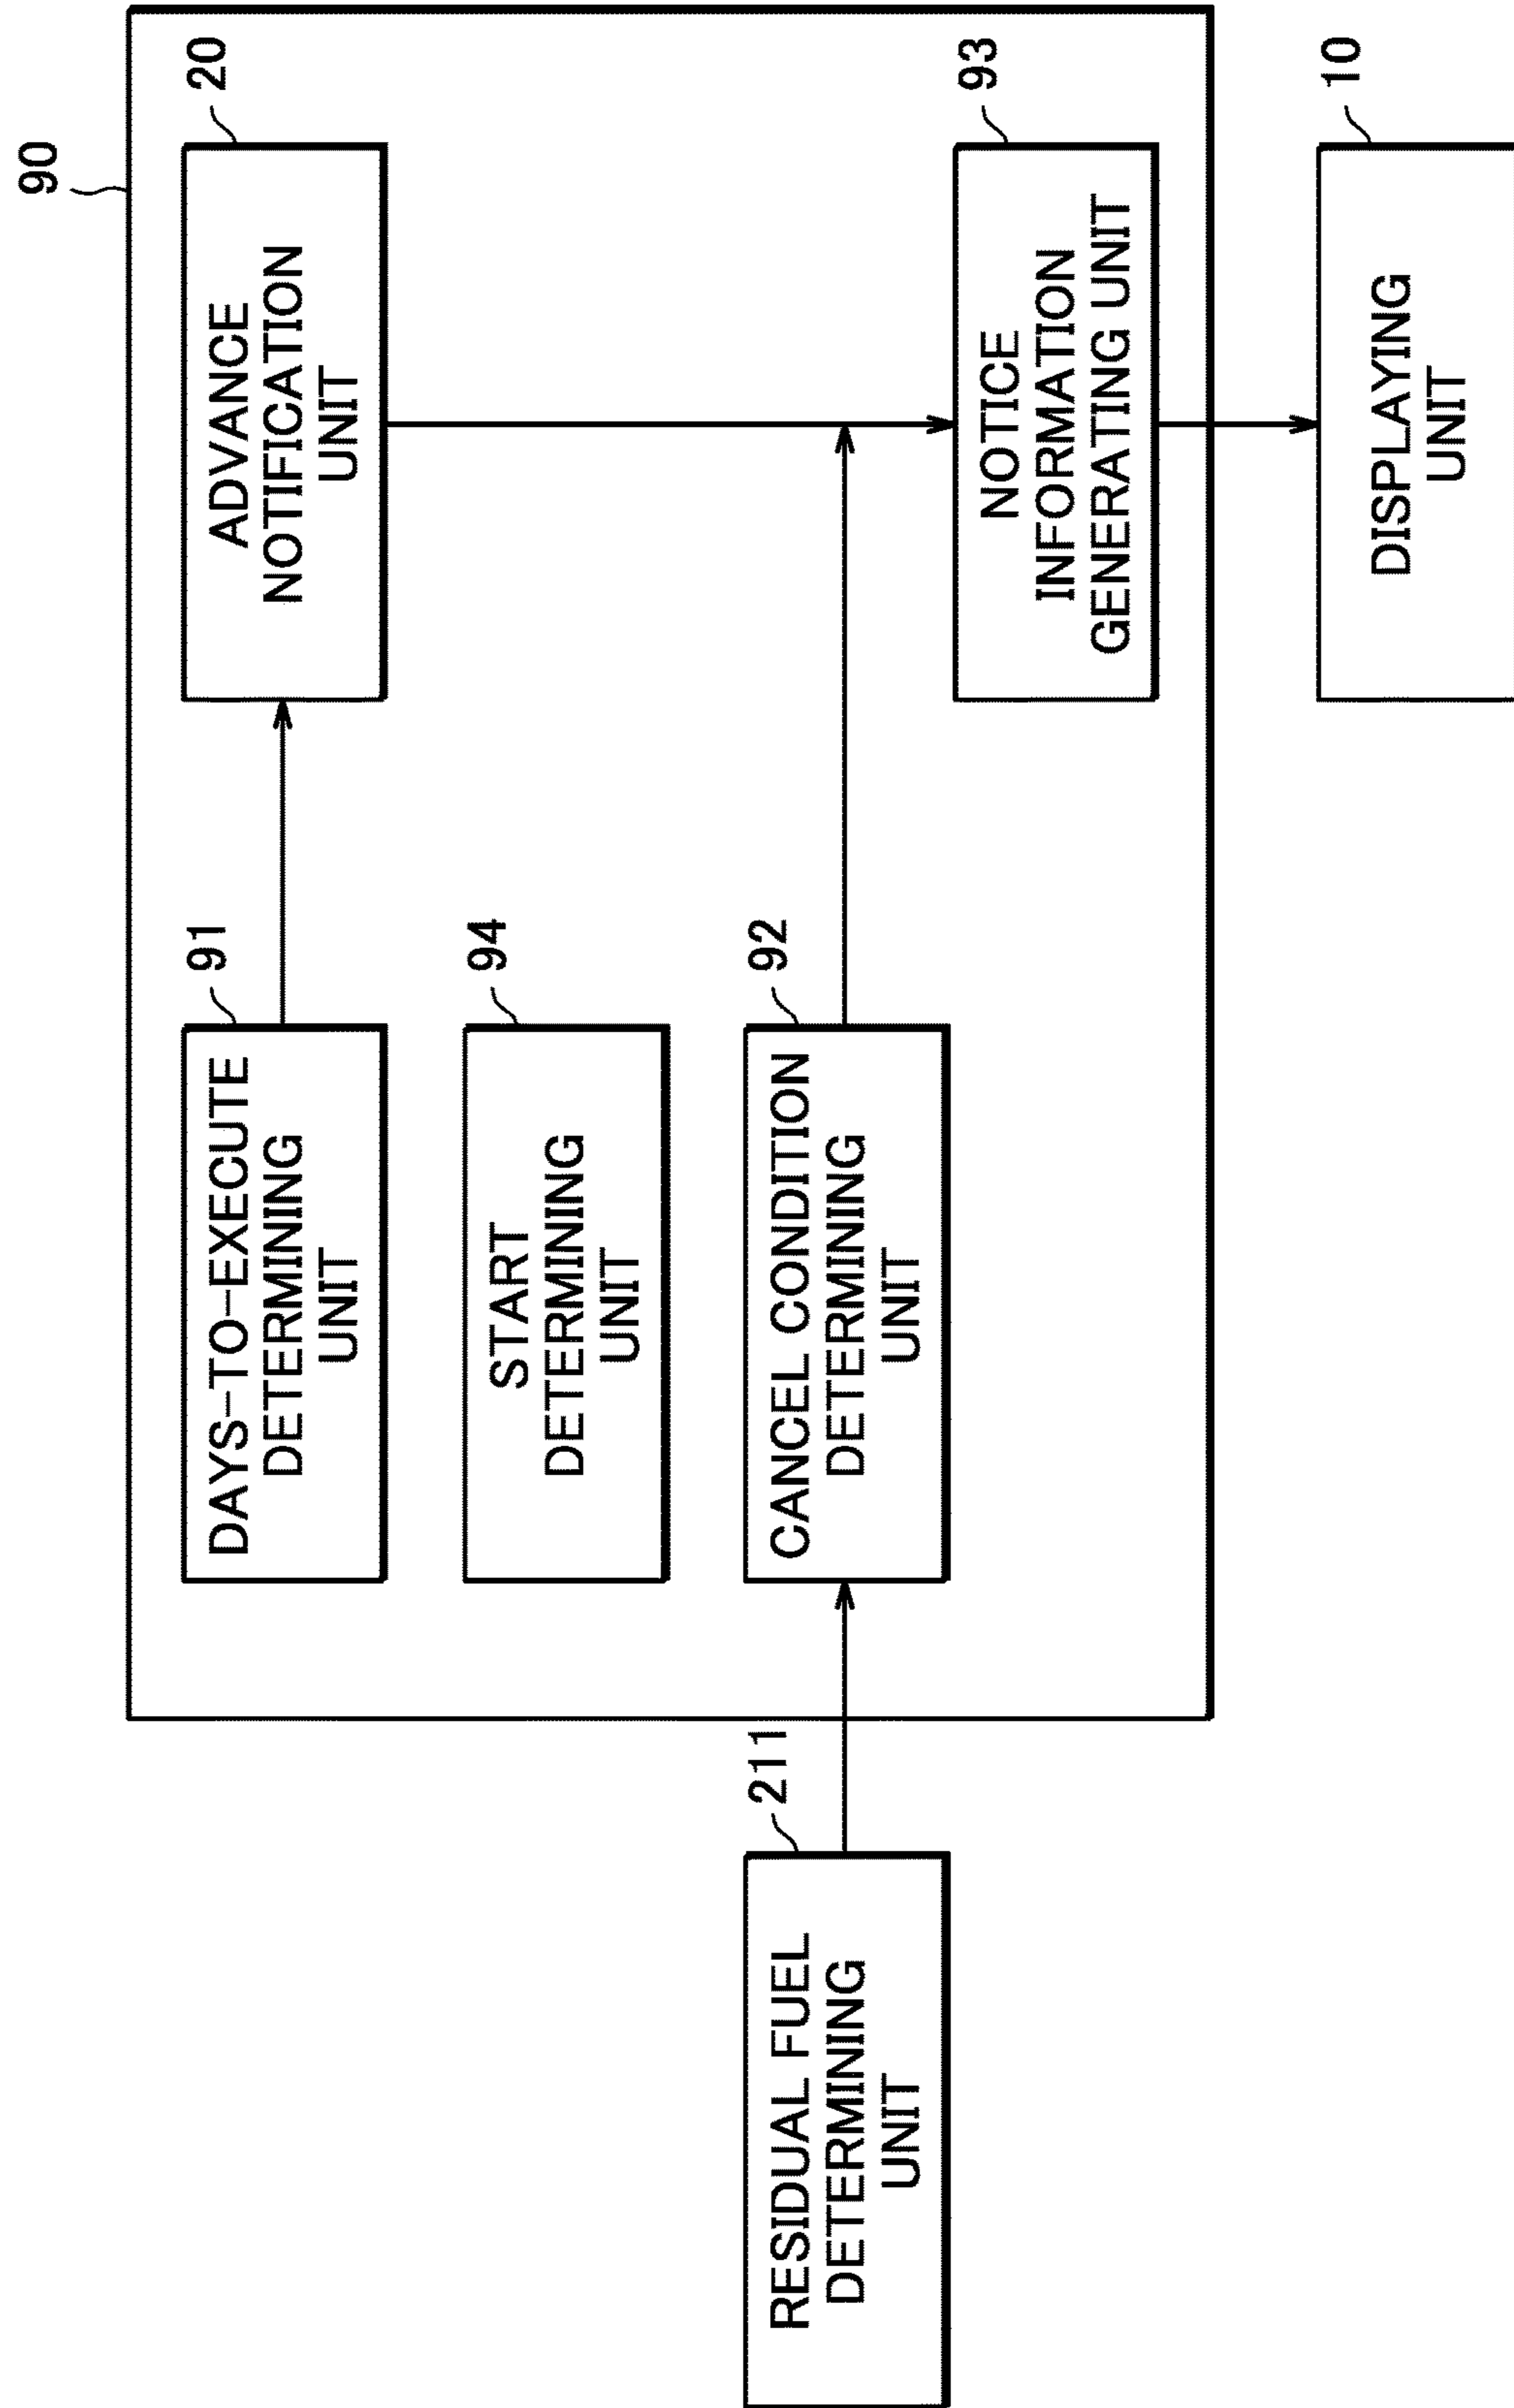 90
91
DAYS-TO-EXECUTE
DETERMINING
UNIT
20
ADVANCE
NOTIFICATION
UNIT
94
START
DETERMINING
UNIT
211
RESIDUAL FUEL
DETERMINING
UNIT
92
CANCEL CONDITION
DETERMINING
UNIT
93
NOTICE
INFORMATION
GENERATING UNIT
10
DISPLAYING
UNIT